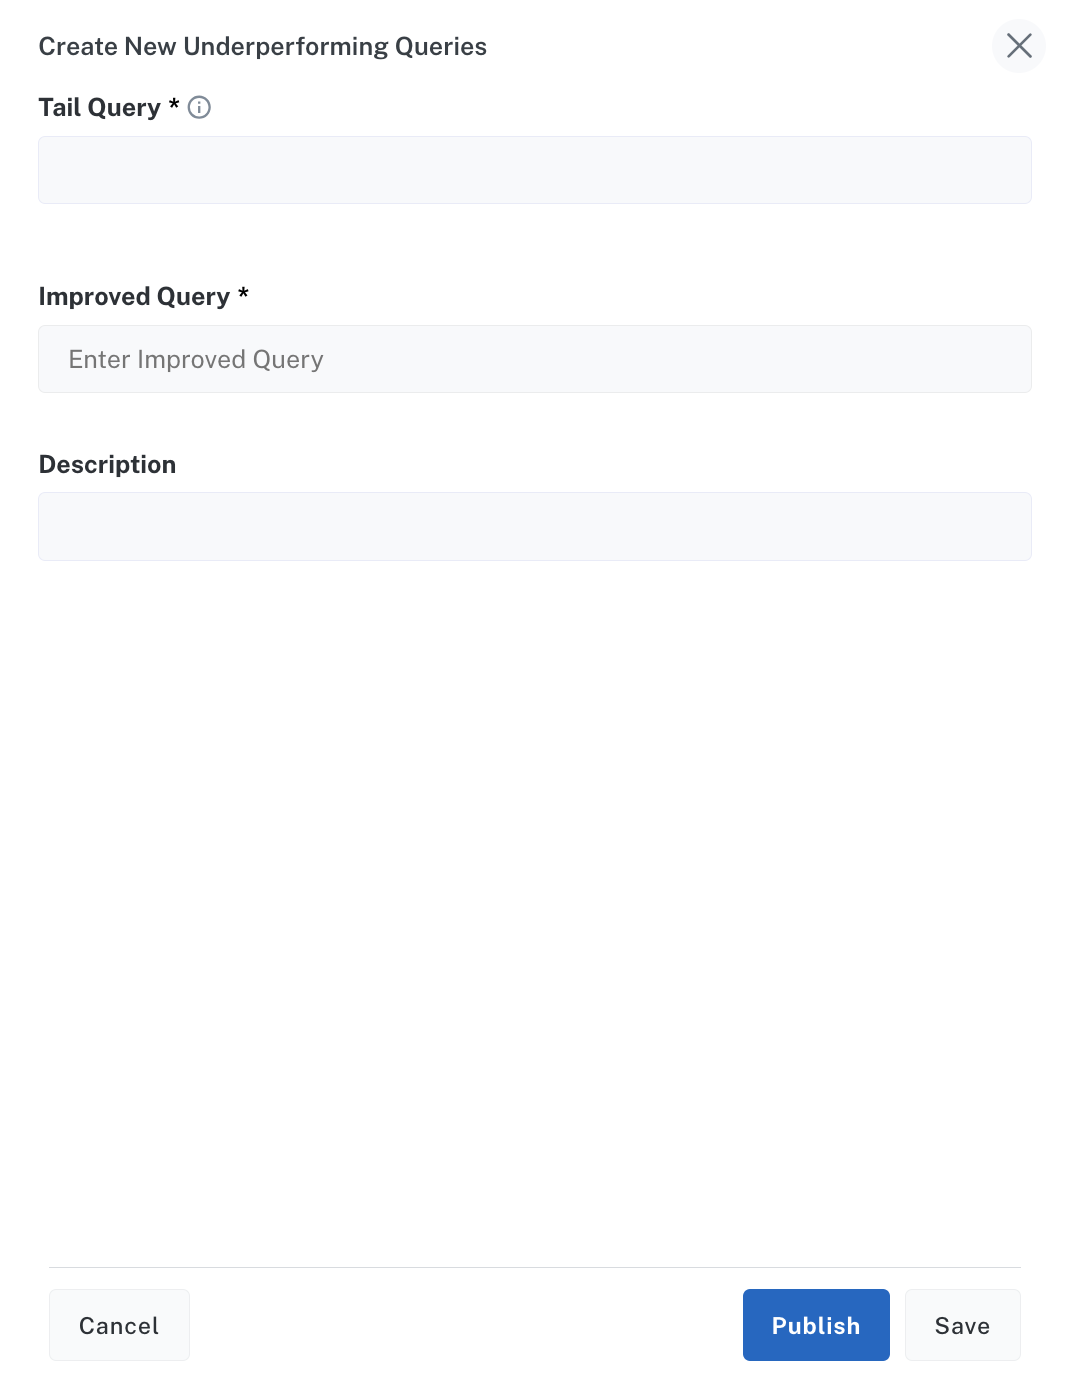 Create New Underperforming Queries
Tail Query *
Improved Query *
Enter Improved Query
Description
Cancel
Publish
Save